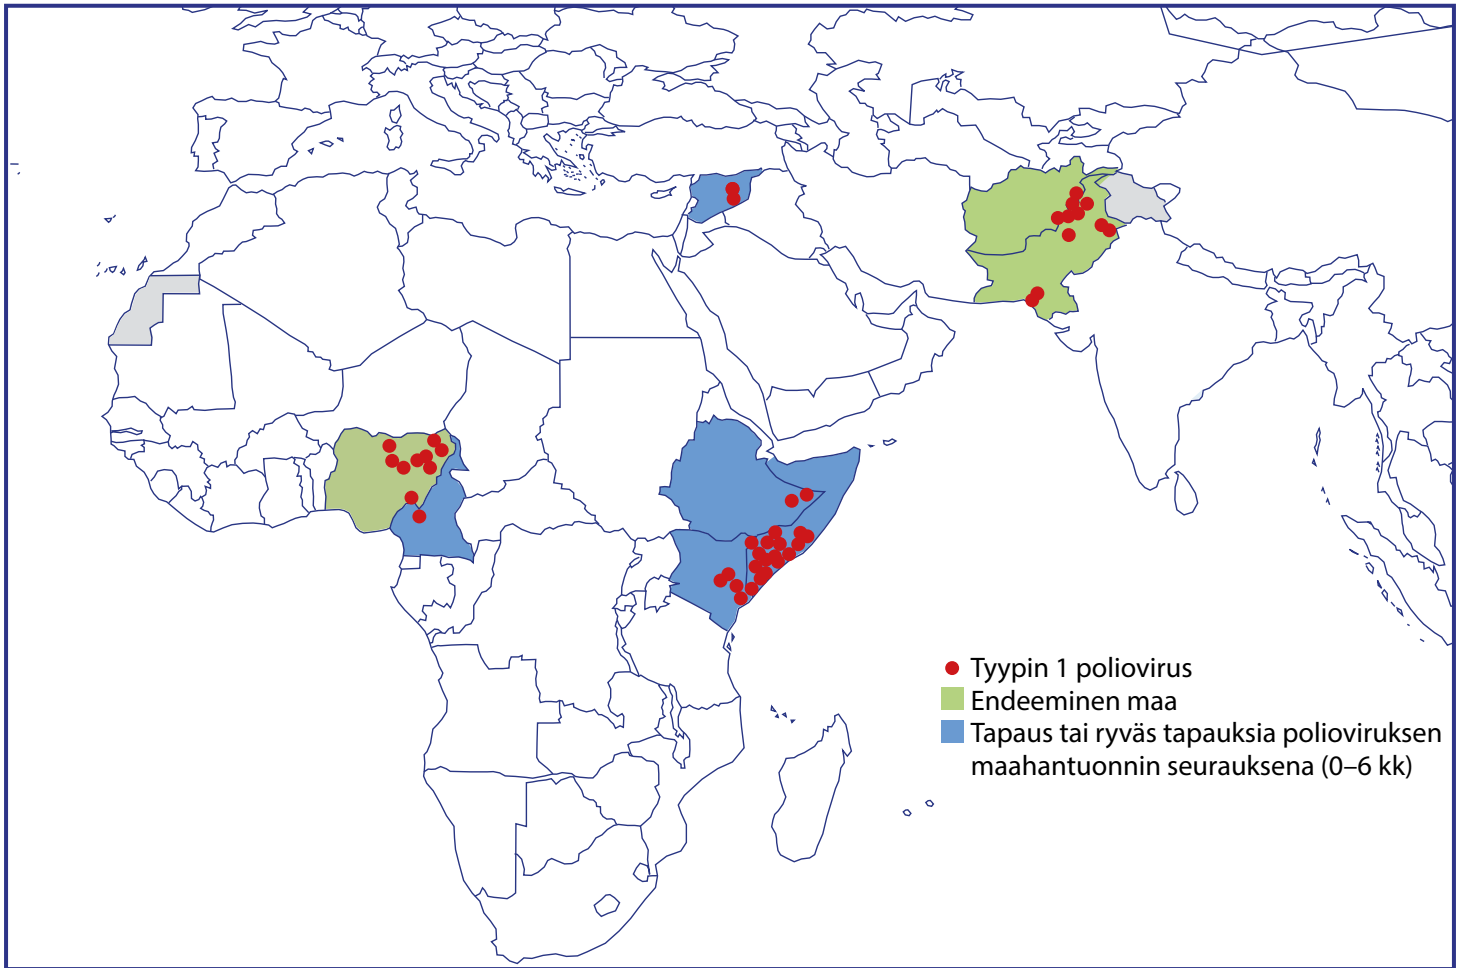 Tyypin 1 poliovirus
Endeeminen maa
Tapaus tai ryväs tapauksia polioviruksen
maahantuonnin seurauksena (0–6 kk)